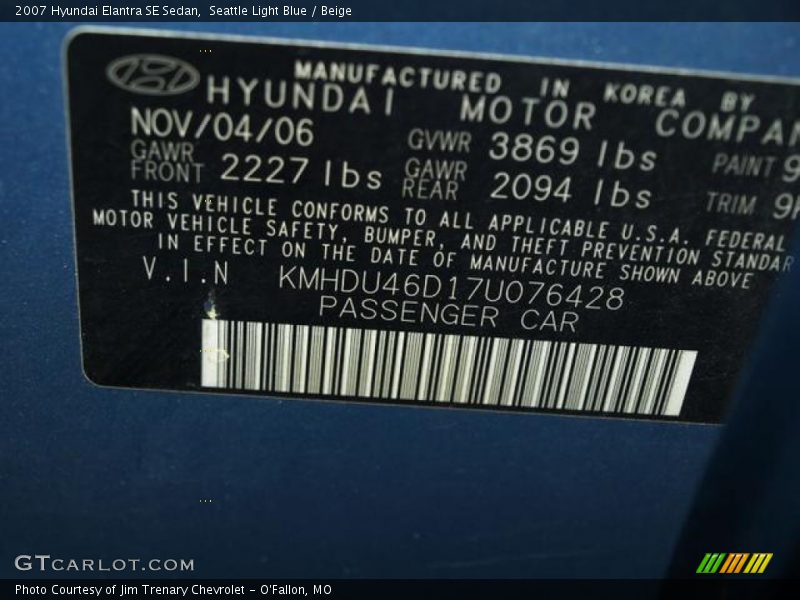 2007 Hyundai Elantra SE Sedan, Seattle Light Blue / Beige
MANUFACTURED IN KOREA BY
HYUNDAI MOTOR COMPAN
NOV/04/06 GVWR 3869 lbs PAINT 9
GAWR FRONT 2227 lbs GAWR REAR 2094 lbs TRIM 9
THIS VEHICLE CONFORMS TO ALL APPLICABLE U.S.A. FEDERAL
MOTOR VEHICLE SAFETY, BUMPER, AND THEFT PREVENTION STANDAR
IN EFFECT ON THE DATE OF MANUFACTURE SHOWN ABOVE
V.I.N KMHDU46D17U076428
PASSENGER CAR
GTCARLOT.COM
Photo Courtesy of Jim Trenary Chevrolet - O'Fallon, MO